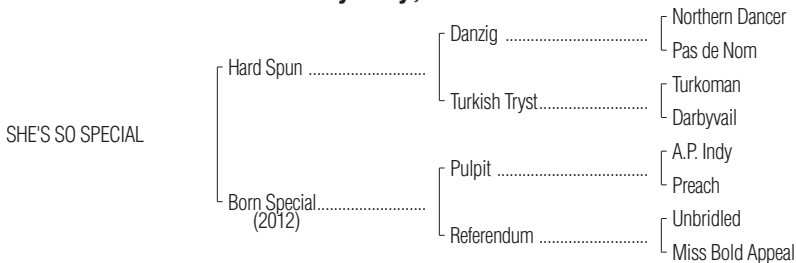 Northern Dancer
Danzig
Pas de Nom
Hard Spun
Turkoman
Turkish Tryst
Darbyvail
SHE'S SO SPECIAL
A.P. Indy
Pulpit
Preach
Born Special
(2012)
Unbridled
Referendum
Miss Bold Appeal